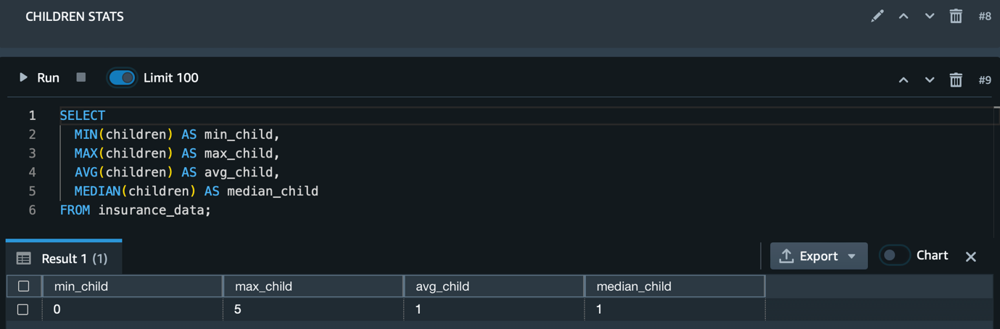 CHILDREN STATS
#8
Run
Limit 100
#9
1 SELECT
2 MIN(children) AS min_child,
3 MAX(children) AS max_child,
4 AVG(children) AS avg_child,
5 MEDIAN(children) AS median_child
6 FROM insurance_data;
Result 1 (1)
Export
Chart
min_child max_child avg_child median_child
0 5 1 1